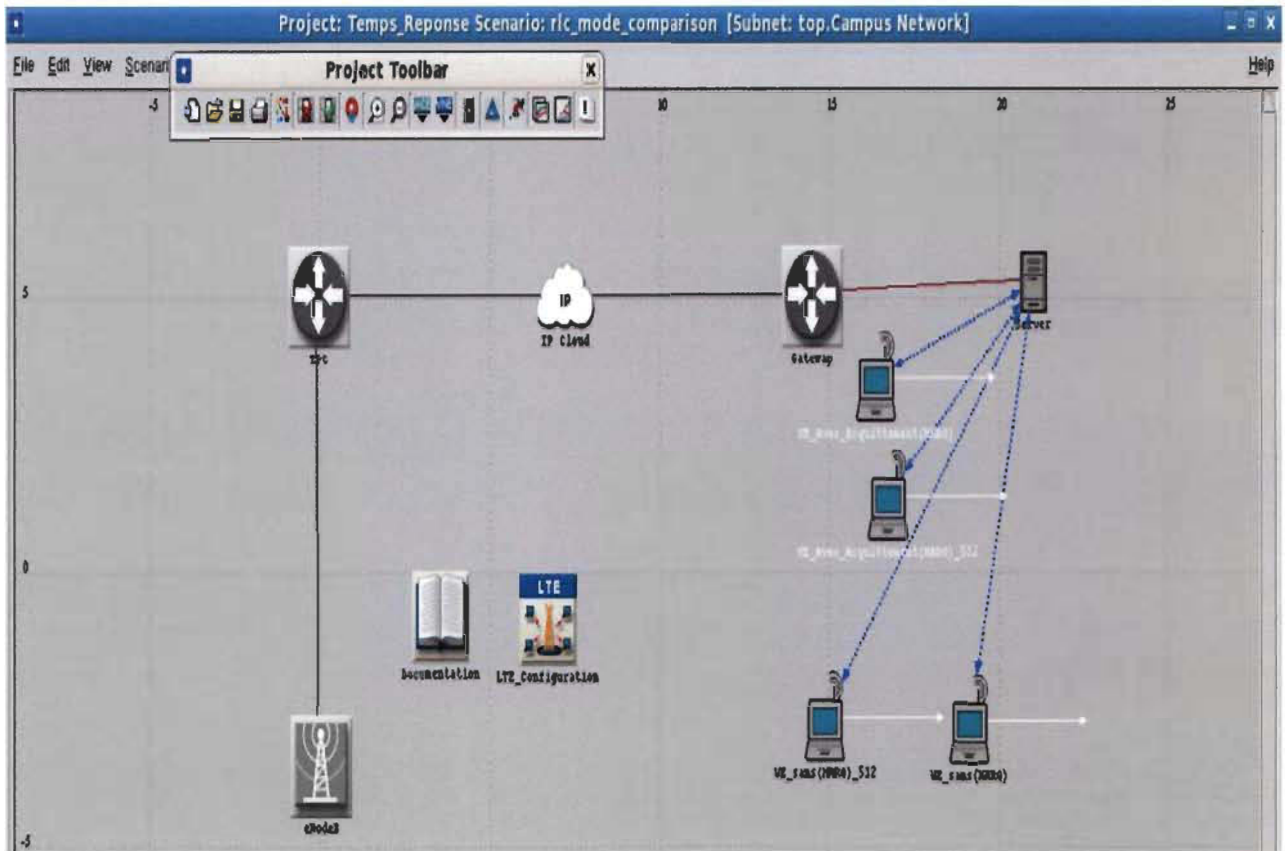 Project: Temps_Reponse Scenario: rlc_mode_comparison [Subnet: top.Campus Network]
File Edit View Scenari
Help
Project Toolbar
X
-5
10
15
20
25
5
IP
IP Cloud
Gateway
Server
0
LTE
Documentation
LTE_Configuration
eNodeB
-5